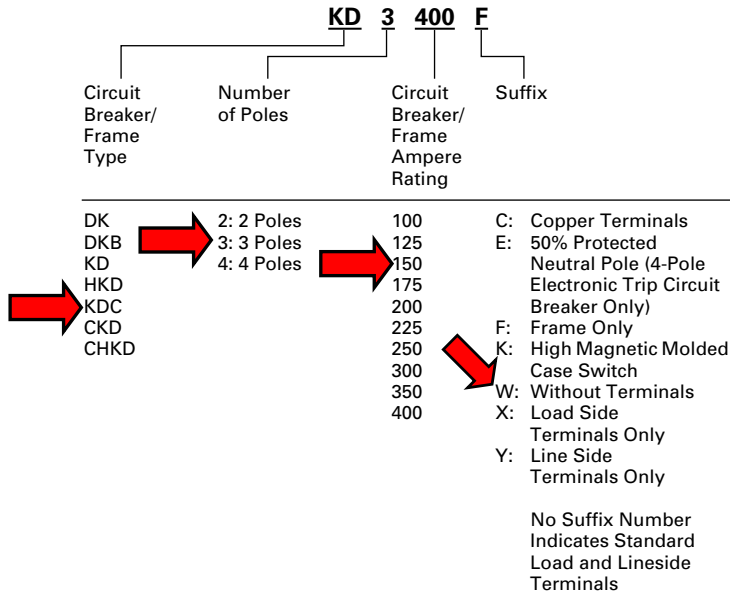 KD 3 400 F
Circuit Breaker/ Frame Type
Number of Poles
Circuit Breaker/ Frame Ampere Rating
Suffix
DK
DKB
KD
HKD
KDC
CKD
CHKD
2: 2 Poles
3: 3 Poles
4: 4 Poles
100
125
150
175
200
225
250
300
350
400
C: Copper Terminals
E: 50% Protected
Neutral Pole (4-Pole
Electronic Trip Circuit
Breaker Only)
F: Frame Only
K: High Magnetic Molded
Case Switch
W: Without Terminals
X: Load Side
Terminals Only
Y: Line Side
Terminals Only
No Suffix Number
Indicates Standard
Load and Lineside
Terminals